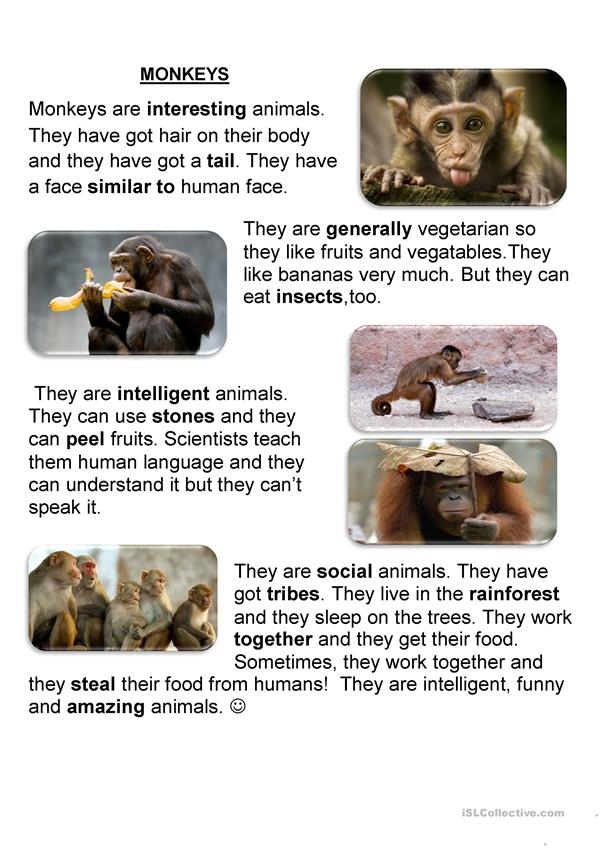 MONKEYS
Monkeys are interesting animals.
They have got hair on their body
and they have got a tail. They have
a face similar to human face.
They are generally vegetarian so
they like fruits and vegatables.They
like bananas very much. But they can
eat insects,too.
They are intelligent animals.
They can use stones and they
can peel fruits. Scientists teach
them human language and they
can understand it but they can’t
speak it.
They are social animals. They have
got tribes. They live in the rainforest
and they sleep on the trees. They work
together and they get their food.
Sometimes, they work together and
they steal their food from humans! They are intelligent, funny
and amazing animals. ☺
iSLCollective.com